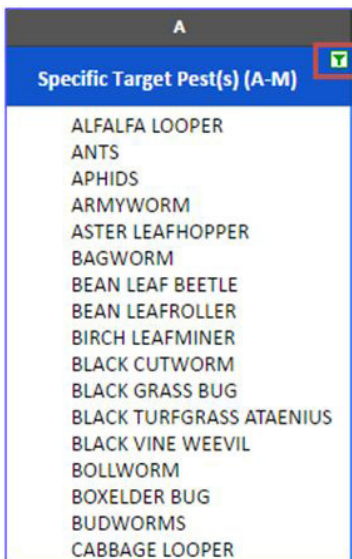 A
Specific Target Pest(s) (A-M)
ALFALFA LOOPER
ANTS
APHIDS
ARMYWORM
ASTER LEAFHOPPER
BAGWORM
BEAN LEAF BEETLE
BEAN LEAFROLLER
BIRCH LEAFMINER
BLACK CUTWORM
BLACK GRASS BUG
BLACK TURFGRASS ATAENIUS
BLACK VINE WEEVIL
BOLLWORM
BOXELDER BUG
BUDWORMS
CABBAGE LOOPER